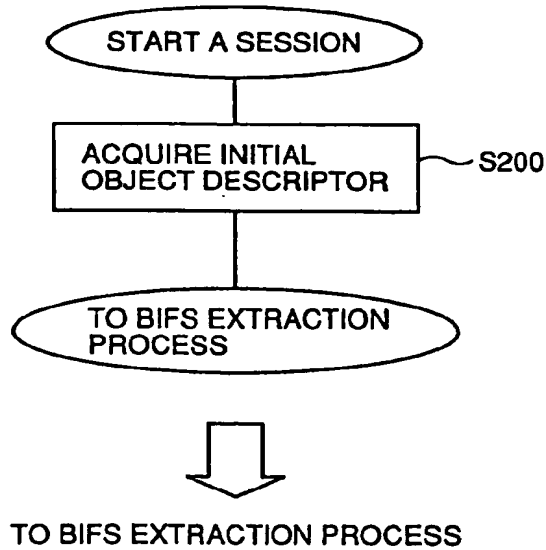 START A SESSION
ACQUIRE INITIAL
OBJECT DESCRIPTOR
S200
TO BIFS EXTRACTION
PROCESS
TO BIFS EXTRACTION PROCESS